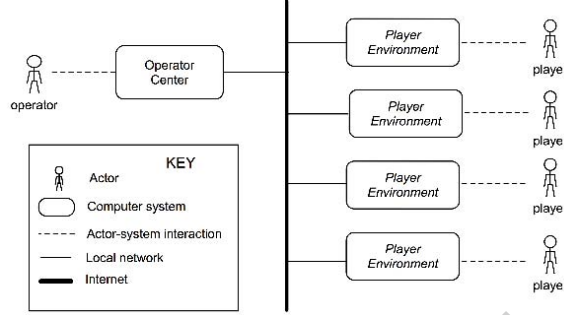 Operator
Center
operator
Player
Environment
playe
Player
Environment
playe
Player
Environment
playe
Player
Environment
playe
KEY
Actor
Computer system
Actor-system interaction
Local network
Internet